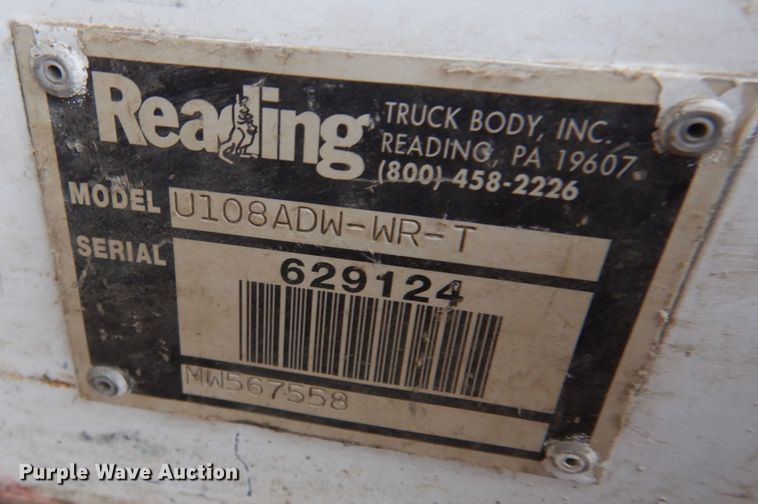 Reading
TRUCK BODY, INC.
READING, PA 19607
(800) 458-2226
MODEL U108ADW-WR-T
SERIAL
629124
MW567558
Purple Wave Auction